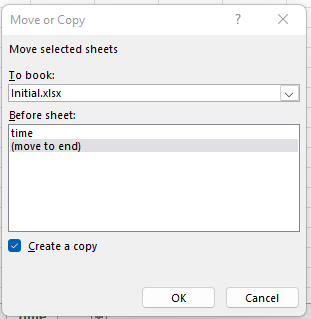 Move or Copy ? ×
Move selected sheets
To book:
Initial.xlsx
Before sheet:
time
(move to end)
Create a copy
OK Cancel